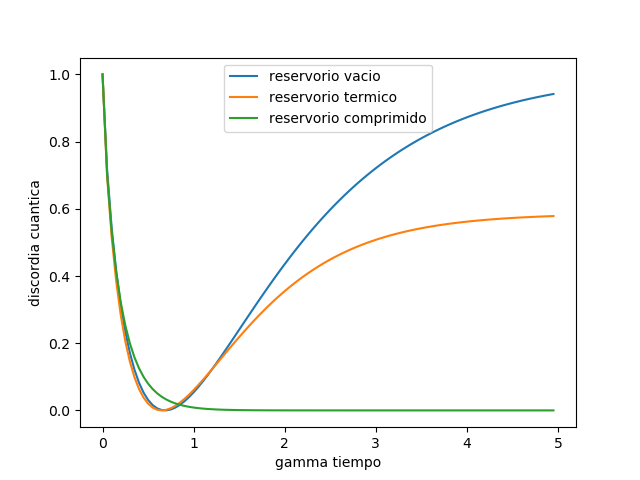 reservorio vacio
reservorio termico
reservorio comprimido
1.0
0.8
0.6
0.4
0.2
0.0
discordia cuantica
0 1 2 3 4 5
gamma tiempo